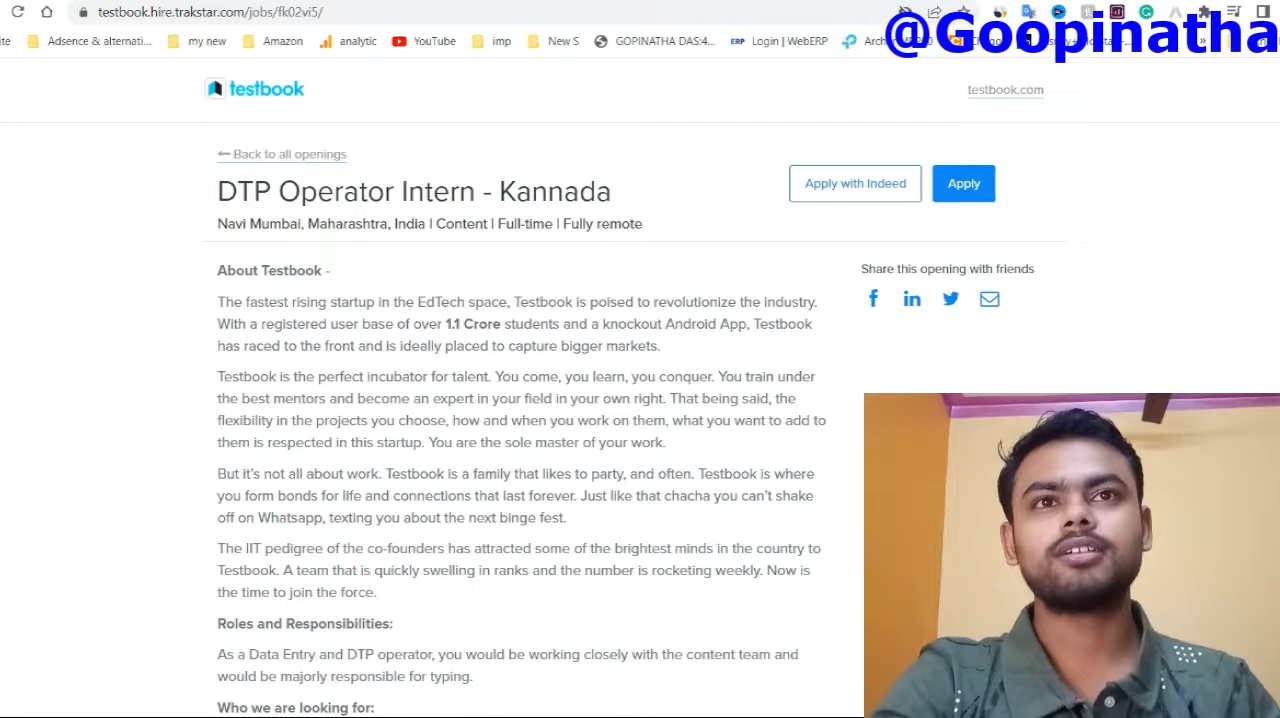 testbook.hire.trakstar.com/jobs/fk02vi5/
@Goopinatha
Adsence & alternati... my new Amazon analytic YouTube imp New S GOPINATHA DAS:4... ERP Login | WebERP
testbook
testbook.com
Back to all openings
DTP Operator Intern - Kannada
Apply with Indeed
Apply
Navi Mumbai, Maharashtra, India | Content | Full-time | Fully remote
About Testbook -
Share this opening with friends
The fastest rising startup in the EdTech space, Testbook is poised to revolutionize the industry.
With a registered user base of over 1.1 Crore students and a knockout Android App, Testbook
has raced to the front and is ideally placed to capture bigger markets.
Testbook is the perfect incubator for talent. You come, you learn, you conquer. You train under
the best mentors and become an expert in your field in your own right. That being said, the
flexibility in the projects you choose, how and when you work on them, what you want to add to
them is respected in this startup. You are the sole master of your work.
But it's not all about work. Testbook is a family that likes to party, and often. Testbook is where
you form bonds for life and connections that last forever. Just like that chacha you can't shake
off on Whatsapp, texting you about the next binge fest.
The IIT pedigree of the co-founders has attracted some of the brightest minds in the country to
Testbook. A team that is quickly swelling in ranks and the number is rocketing weekly. Now is
the time to join the force.
Roles and Responsibilities:
As a Data Entry and DTP operator, you would be working closely with the content team and
would be majorly responsible for typing.
Who we are looking for: